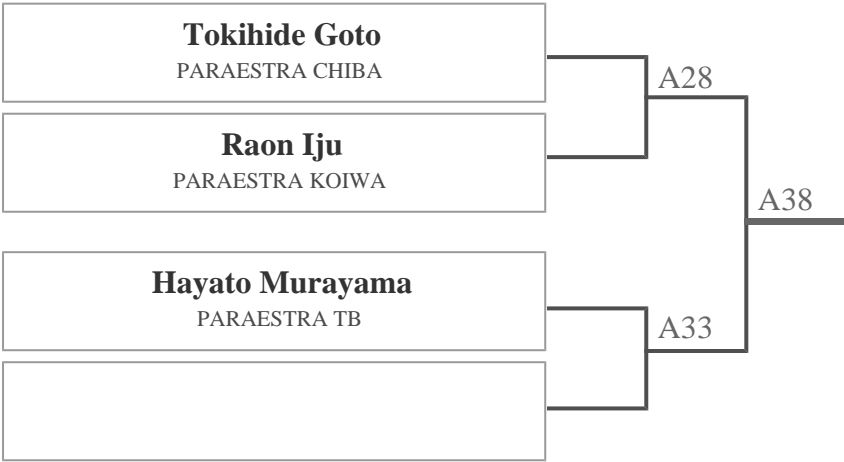 Tokihide Goto
PARAESTRA CHIBA
A28
Raon Iju
PARAESTRA KOIWA
A38
Hayato Murayama
PARAESTRA TB
A33